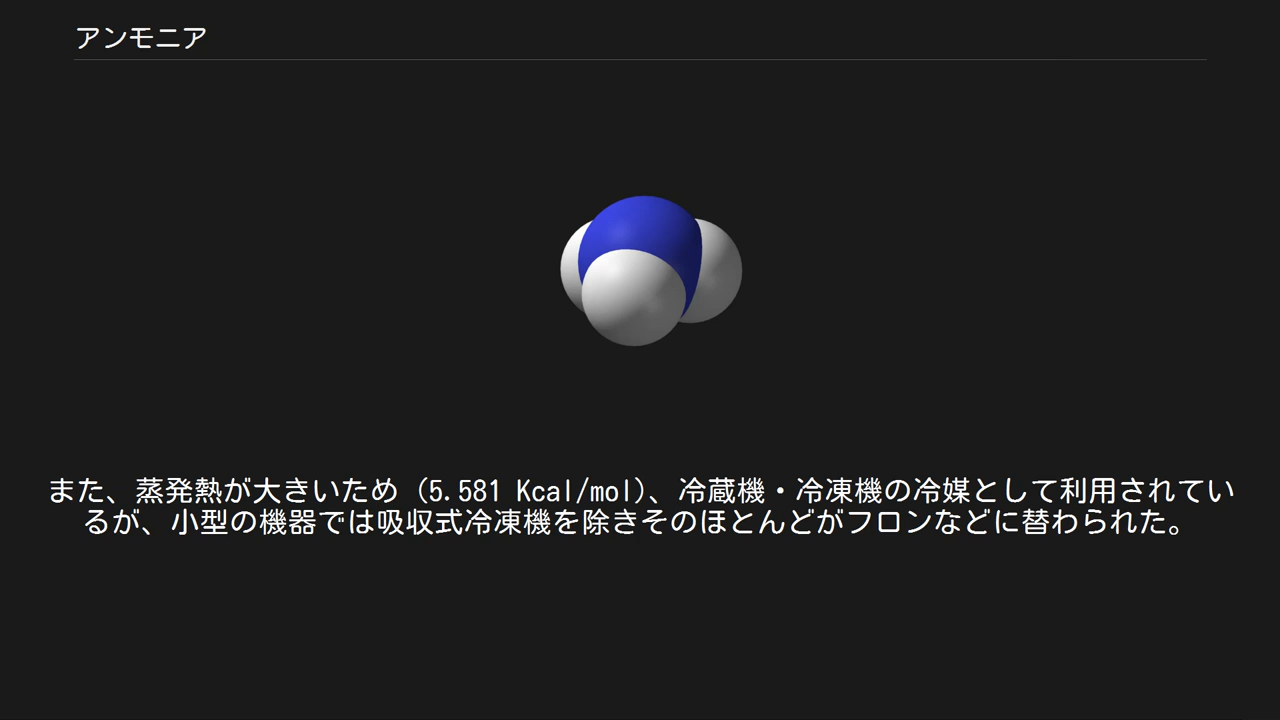 アンモニア
また、蒸発熱が大きいため (5.581 Kcal/mol)、冷蔵機・冷凍機の冷媒として利用されてい
るが、小型の機器では吸収式冷凍機を除きそのほとんどがフロンなどに替わられた。